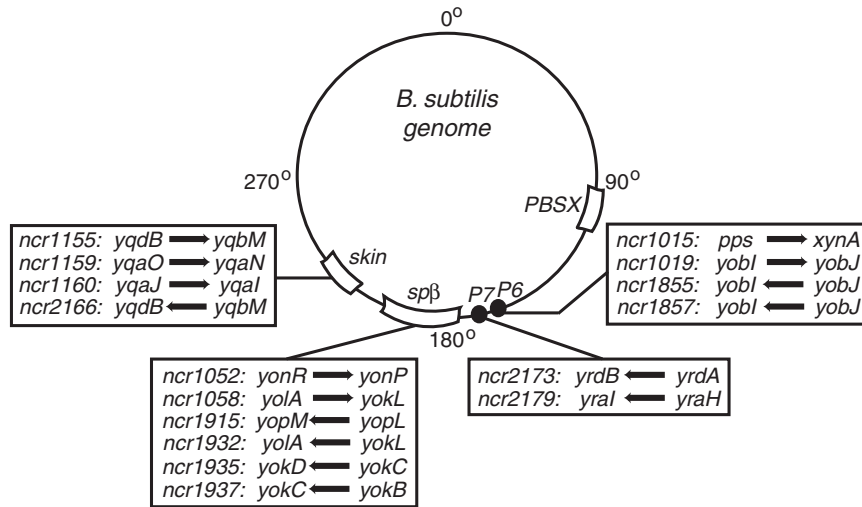 0°
B. subtilis
genome
270°
90°
PBSX
skin
spβ
P7
P6
180°
ncr1155: yqdB → yqbM
ncr1159: yqaO → yqaN
ncr1160: yqaJ → yqaI
ncr2166: yqdB ← yqbM
ncr1015: pps → xynA
ncr1019: yobI → yobJ
ncr1855: yobI ← yobJ
ncr1857: yobI ← yobJ
ncr1052: yonR → yonP
ncr1058: yolA → yokL
ncr1915: yopM ← yopL
ncr1932: yolA ← yokL
ncr1935: yokD ← yokC
ncr1937: yokC ← yokB
ncr2173: yrdB ← yrdA
ncr2179: yraI ← yraH